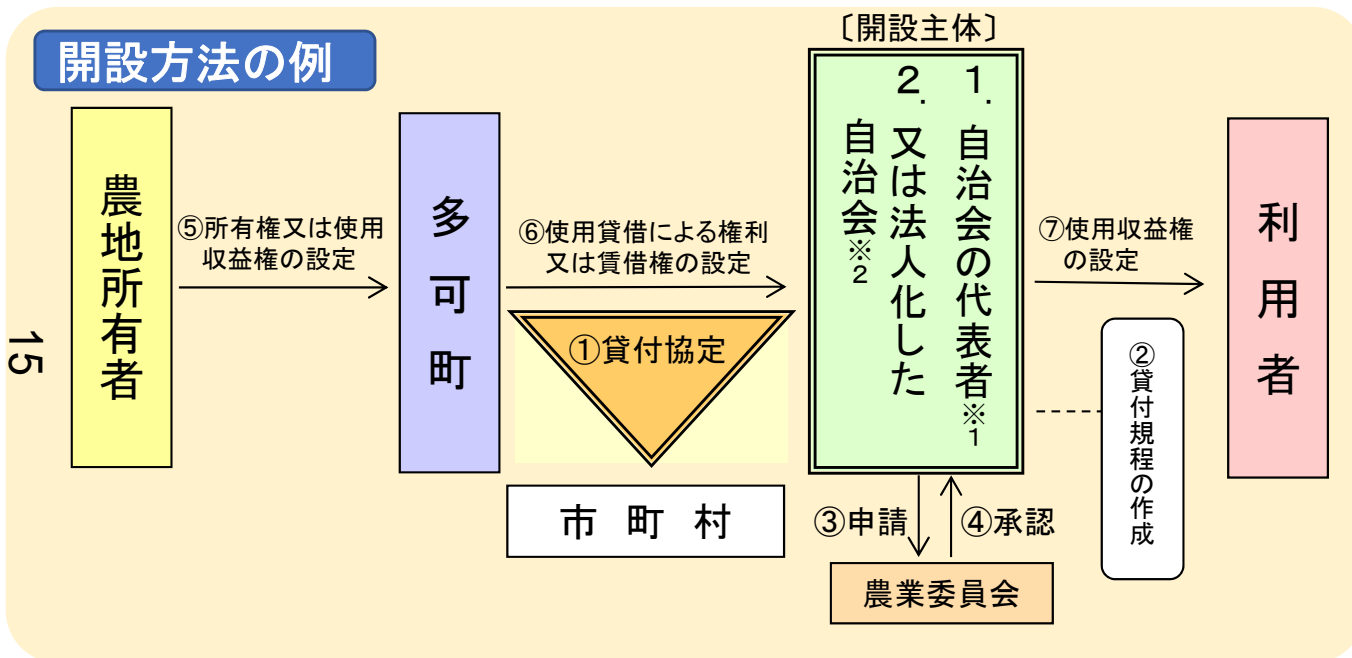 開設方法の例
〔開設主体〕
農地所有者
⑤所有権又は使用
収益権の設定
多可町
⑥使用貸借による権利
又は賃借権の設定
①貸付協定
市町村
1.自治会の代表者※1
2.又は法人化した
自治会※2
③申請
④承認
農業委員会
⑦使用収益権
の設定
②貸付規程の作成
利用者
15